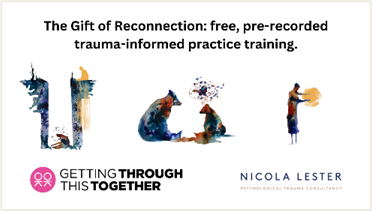 The Gift of Reconnection: free, pre-recorded
trauma-informed practice training.
GETTING THROUGH
THIS TOGETHER
NICOLA LESTER
PSYCHOLOGICAL TRAUMA CONSULTANCY